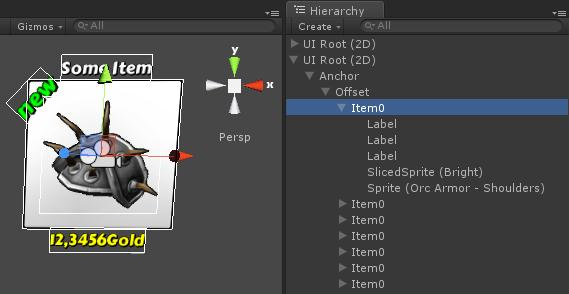 Gizmos
All
Some Item
new
12,3456Gold
y
x
Persp
Hierarchy
Create
All
UI Root (2D)
UI Root (2D)
Anchor
Offset
Item0
Label
Label
Label
SlicedSprite (Bright)
Sprite (Orc Armor - Shoulders)
Item0
Item0
Item0
Item0
Item0
Item0